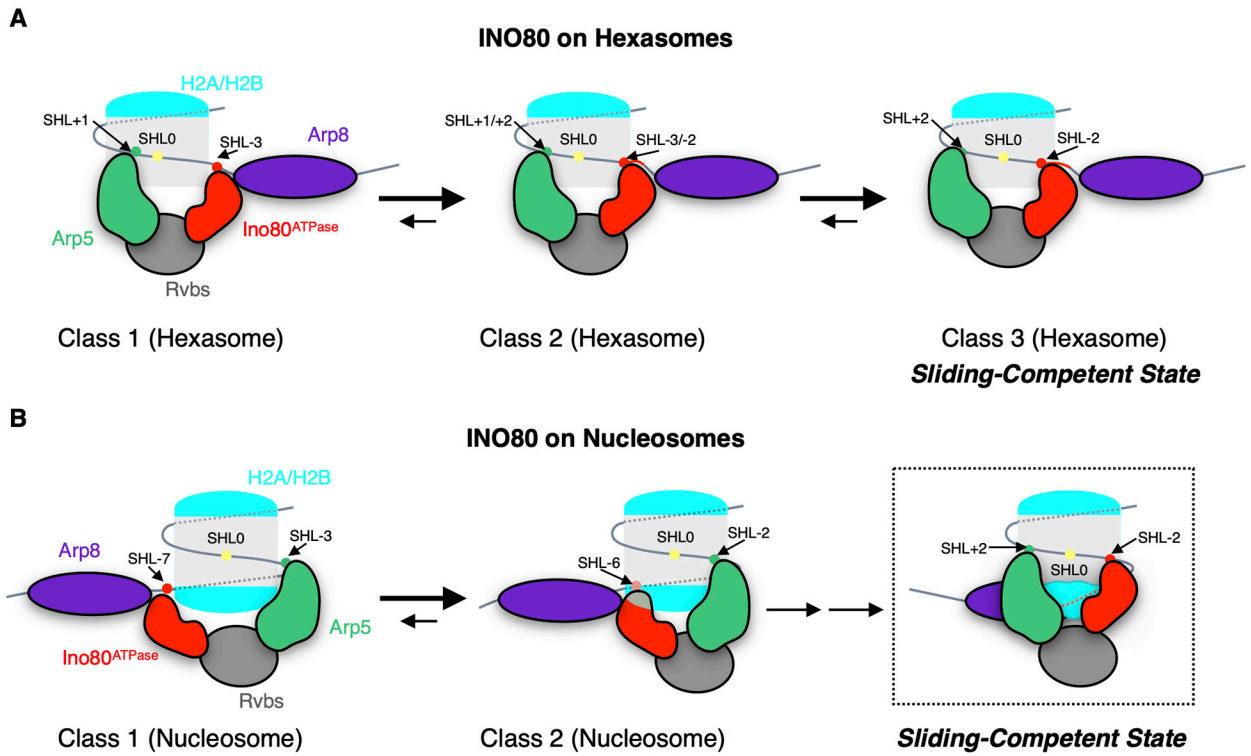 A
INO80 on Hexasomes
H2A/H2B
SHL+1
SHL0
SHL-3
Arp8
Arp5
Ino80ATPase
Rvbs
Class 1 (Hexasome)
SHL+1/+2
SHL0
SHL-3/-2
Class 2 (Hexasome)
SHL+2
SHL0
SHL-2
Class 3 (Hexasome)
Sliding-Competent State
B
INO80 on Nucleosomes
H2A/H2B
Arp8
SHL-7
SHL0
SHL-3
Arp5
Ino80ATPase
Rvbs
Class 1 (Nucleosome)
SHL-6
SHL0
SHL-2
Class 2 (Nucleosome)
SHL+2
SHL0
SHL-2
Sliding-Competent State